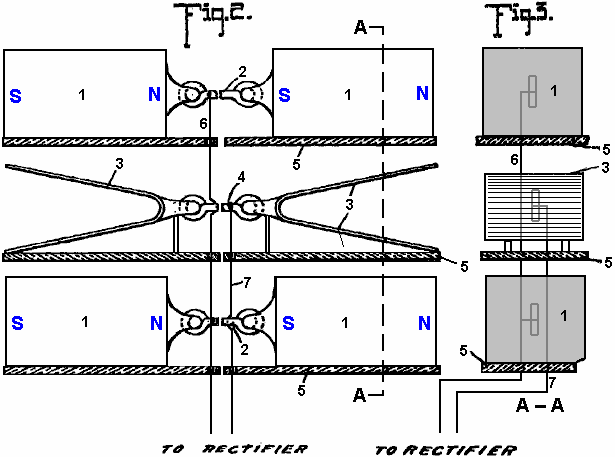 Fig.2.
A
Fig.3.
2
3
S 1 N
S 1 N
1
6
5
5
6
3
4
3
3
5
5
7
S 1 N
S 1 N
1
2
5
5
A
7
A – A
TO RECTIFIER
TO RECTIFIER